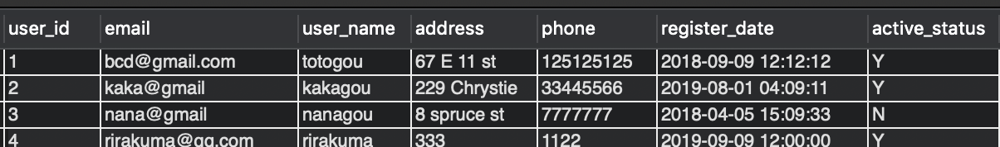 user_id email user_name address phone register_date active_status
1 bcd@gmail.com totogou 67 E 11 st 125125125 2018-09-09 12:12:12 Y
2 kaka@gmail kakagou 229 Chrystie 33445566 2019-08-01 04:09:11 Y
3 nana@gmail nanagou 8 spruce st 7777777 2018-04-05 15:09:33 N
4 rirakuma@qq.com rirakuma 333 1122 2019-09-09 12:00:00 Y